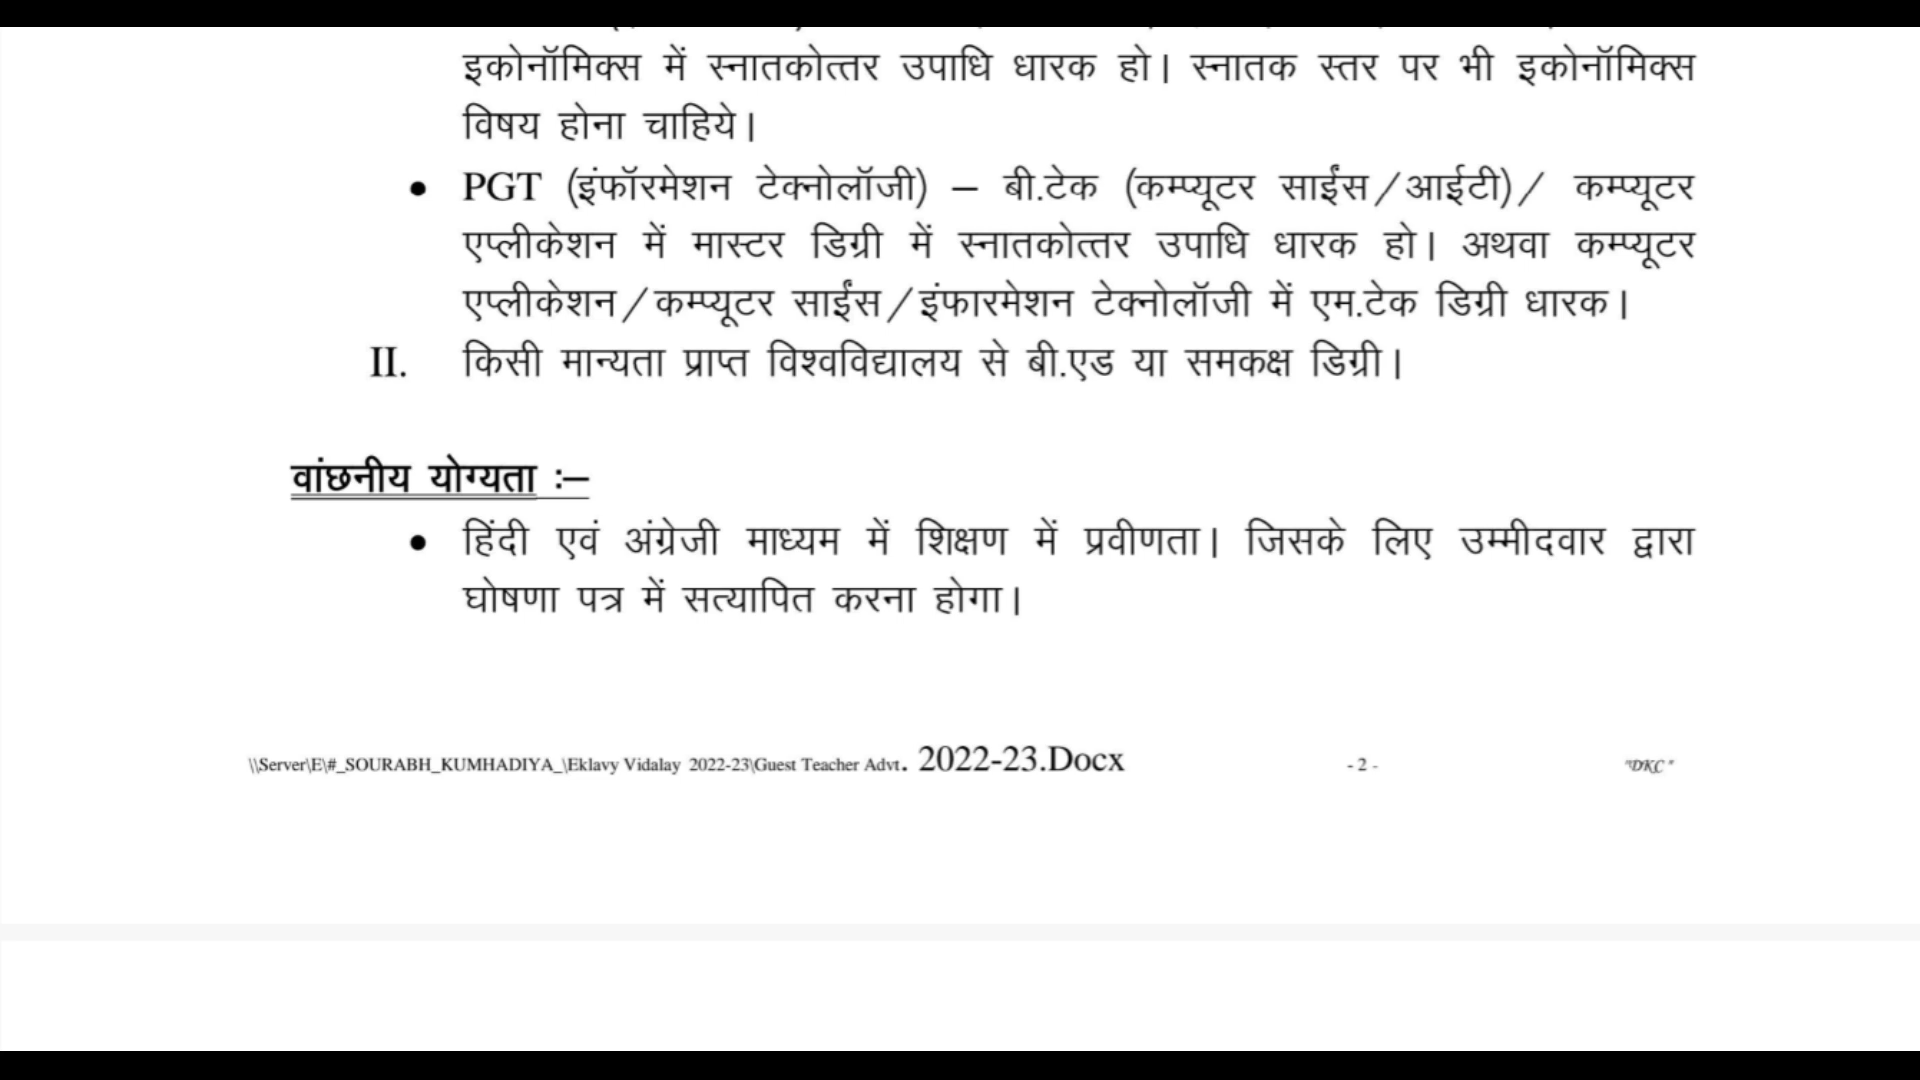 इकोनॉमिक्स में स्नातकोत्तर उपाधि धारक हो। स्नातक स्तर पर भी इकोनॉमिक्स
विषय होना चाहिये।
• PGT (इंफॉरमेशन टेक्नोलॉजी) – बी.टेक (कम्प्यूटर साईंस/आईटी)/ कम्प्यूटर
एप्लीकेशन में मास्टर डिग्री में स्नातकोत्तर उपाधि धारक हो। अथवा कम्प्यूटर
एप्लीकेशन/कम्प्यूटर साईंस/इंफारमेशन टेक्नोलॉजी में एम.टेक डिग्री धारक।
II. किसी मान्यता प्राप्त विश्वविद्यालय से बी.एड या समकक्ष डिग्री।
वांछनीय योग्यता :–
• हिंदी एवं अंग्रेजी माध्यम में शिक्षण में प्रवीणता। जिसके लिए उम्मीदवार द्वारा
घोषणा पत्र में सत्यापित करना होगा।
\\Server\E\#_SOURABH_KUMHADIYA_\Eklavy Vidalay 2022-23\Guest Teacher Advt. 2022-23.Docx - 2 - "DKC"